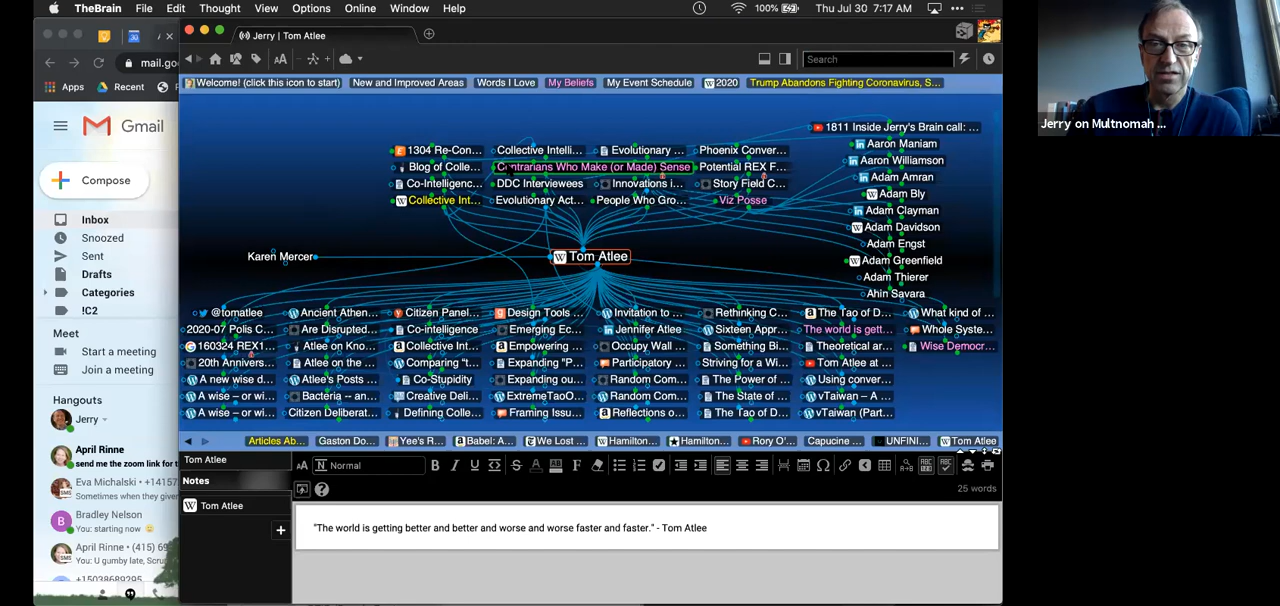 TheBrain File Edit Thought View Options Online Window Help 100% Thu Jul 30 7:17 AM
Jerry | Tom Atlee
mail.go
Search
Apps Recent
Welcome! (click this icon to start) New and Improved Areas Words I Love My Beliefs My Event Schedule 2020 Trump Abandons Fighting Coronavirus, S...
Gmail
Compose
Inbox
Snoozed
Sent
Drafts
Categories
!C2
Meet
Start a meeting
Join a meeting
Hangouts
Jerry
April Rinne
send me the zoom link for t
Eva Michalski · +1415
Sometimes when they give
Bradley Nelson
You: starting now
April Rinne · (415) 69
You: U gumby late, Scru
+15038689295
1811 Inside Jerry's Brain call: ...
1304 Re-Con... Collective Intelli... Evolutionary ... Phoenix Conver...
Blog of Colle... Contrarians Who Make (or Made) Sense Potential REX F...
Co-Intelligenc... DDC Interviewees Innovations i... Story Field C...
Collective Int... Evolutionary Act... People Who Gro... Viz Posse
Aaron Maniam
Aaron Williamson
Adam Amran
Adam Bly
Adam Clayman
Adam Davidson
Adam Engst
Adam Greenfield
Adam Thierer
Ahin Savara
Karen Mercer
Tom Atlee
@tomatlee Ancient Athen... Citizen Panel... Design Tools ... Invitation to ... Rethinking C... The Tao of D... What kind of ...
2020-07 Polis C... Are Disrupted... Co-intelligence Emerging Ec... Jennifer Atlee Sixteen Appr... The world is gett... Whole Syste...
160324 REX1... Atlee on Kno... Collective Int... Empowering ... Occupy Wall ... Something Bi... Theoretical ar... Wise Democr...
20th Annivers... Atlee on the ... Comparing "t... Expanding "P... Participatory ... Striving for a Wi... Tom Atlee at ...
A new wise d... Atlee's Posts ... Co-Stupidity Expanding ou... Random Com... The Power of ... Using conver...
A wise – or wi... Bacteria -- an... Creative Deli... ExtremeTaoO... Random Com... The State of ... vTaiwan – A ...
A wise – or wi... Citizen Deliberat... Defining Colle... Framing Issu... Reflections o... The Tao of D... vTaiwan (Part...
Articles Ab... Gaston Do... Yee's R... Babel: A... We Lost ... Hamilton... Hamilton... Rory O'... Capucine ... UNFINI... Tom Atlee
Tom Atlee
Normal
Notes
25 words
Tom Atlee
"The world is getting better and better and worse and worse faster and faster." - Tom Atlee
Jerry on Multnomah ...